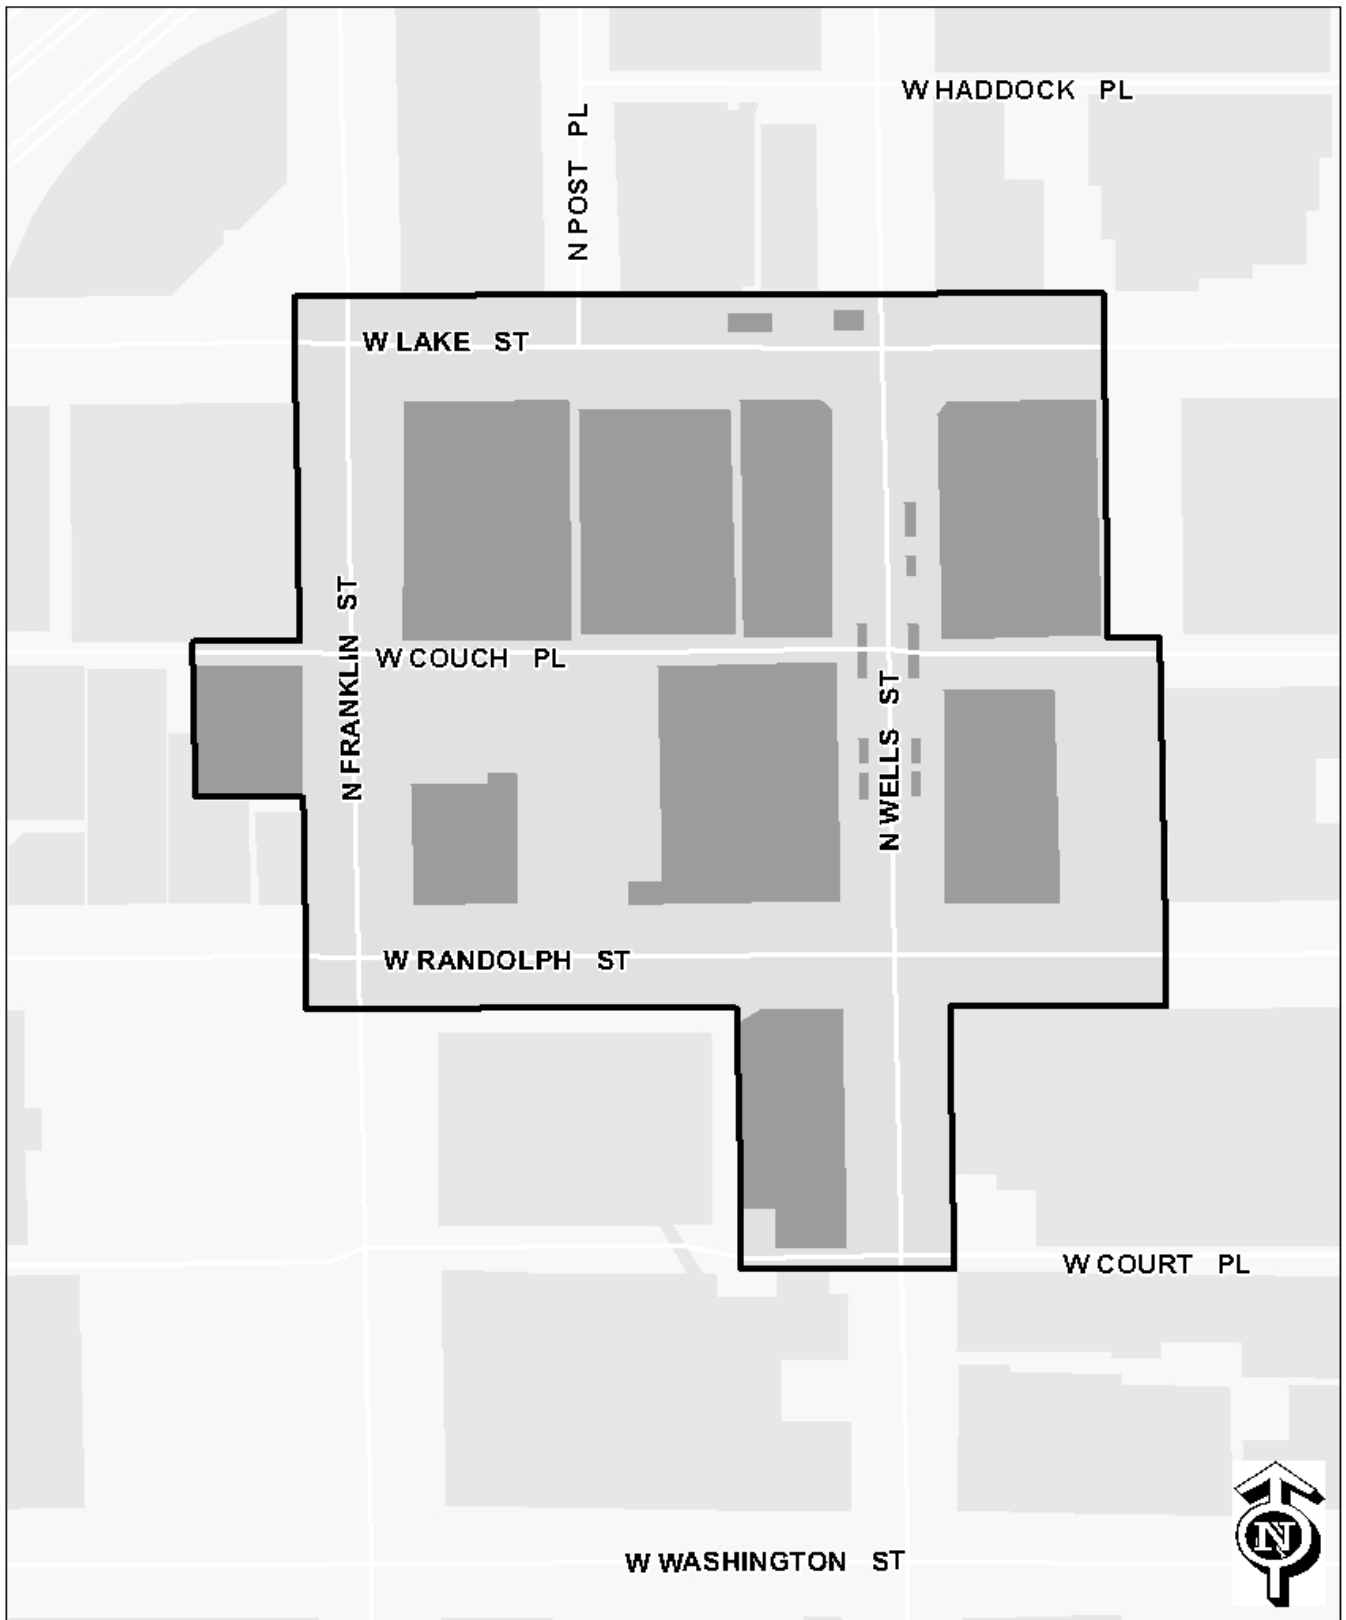 W HADDOCK PL
N POST PL
W LAKE ST
N FRANKLIN ST
W COUCH PL
N WELLS ST
W RANDOLPH ST
W COURT PL
N
W WASHINGTON ST